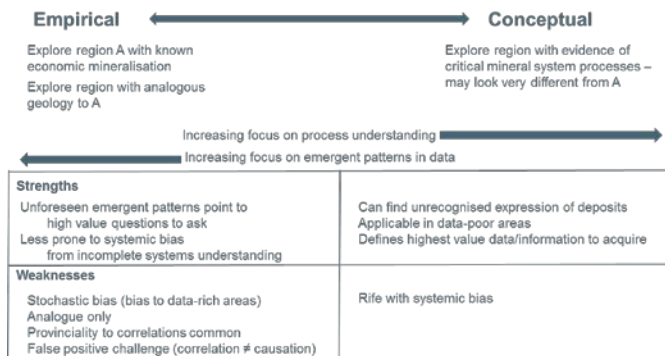 Empirical
Conceptual
Explore region A with known
economic mineralisation
Explore region with analogous
geology to A
Explore region with evidence of
critical mineral system processes –
may look very different from A
Increasing focus on process understanding
Increasing focus on emergent patterns in data
Strengths
Unforeseen emergent patterns point to
high value questions to ask
Less prone to systemic bias
from incomplete systems understanding
Can find unrecognised expression of deposits
Applicable in data-poor areas
Defines highest value data/information to acquire
Weaknesses
Stochastic bias (bias to data-rich areas)
Analogue only
Provinciality to correlations common
False positive challenge (correlation ≠ causation)
Rife with systemic bias